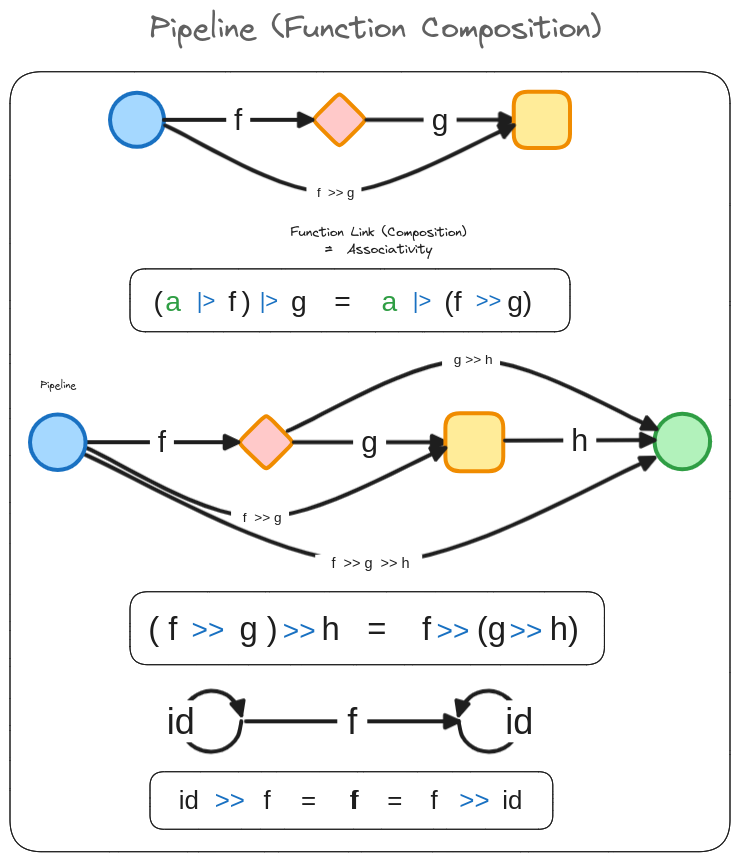 Pipeline (Function Composition)
f g
f >> g
Function Link (Composition)
= Associativity
(a |> f) |> g = a |> (f >> g)
g >> h
Pipeline
f g h
f >> g
f >> g >> h
( f >> g ) >> h = f >> (g >> h)
id f id
id >> f = f = f >> id